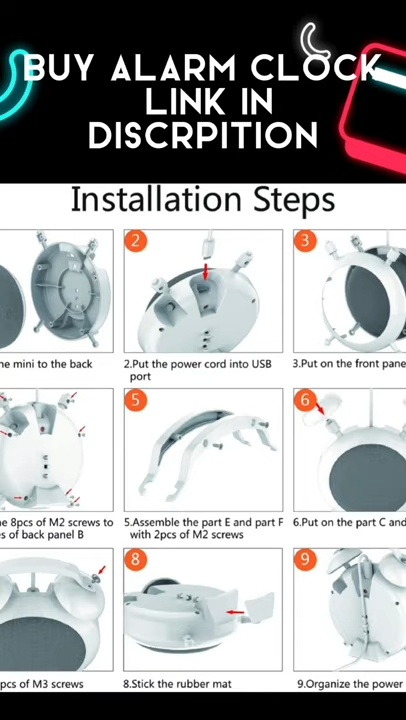 BUY ALARM CLOCK
LINK IN
DISCRPITION
Installation Steps
2
3
he mini to the back
2.Put the power cord into USB
port
3.Put on the front pane
5
6
he 8pcs of M2 screws to
es of back panel B
5.Assemble the part E and part F
with 2pcs of M2 screws
6.Put on the part C and
8
9
pcs of M3 screws
8.Stick the rubber mat
9.Organize the power